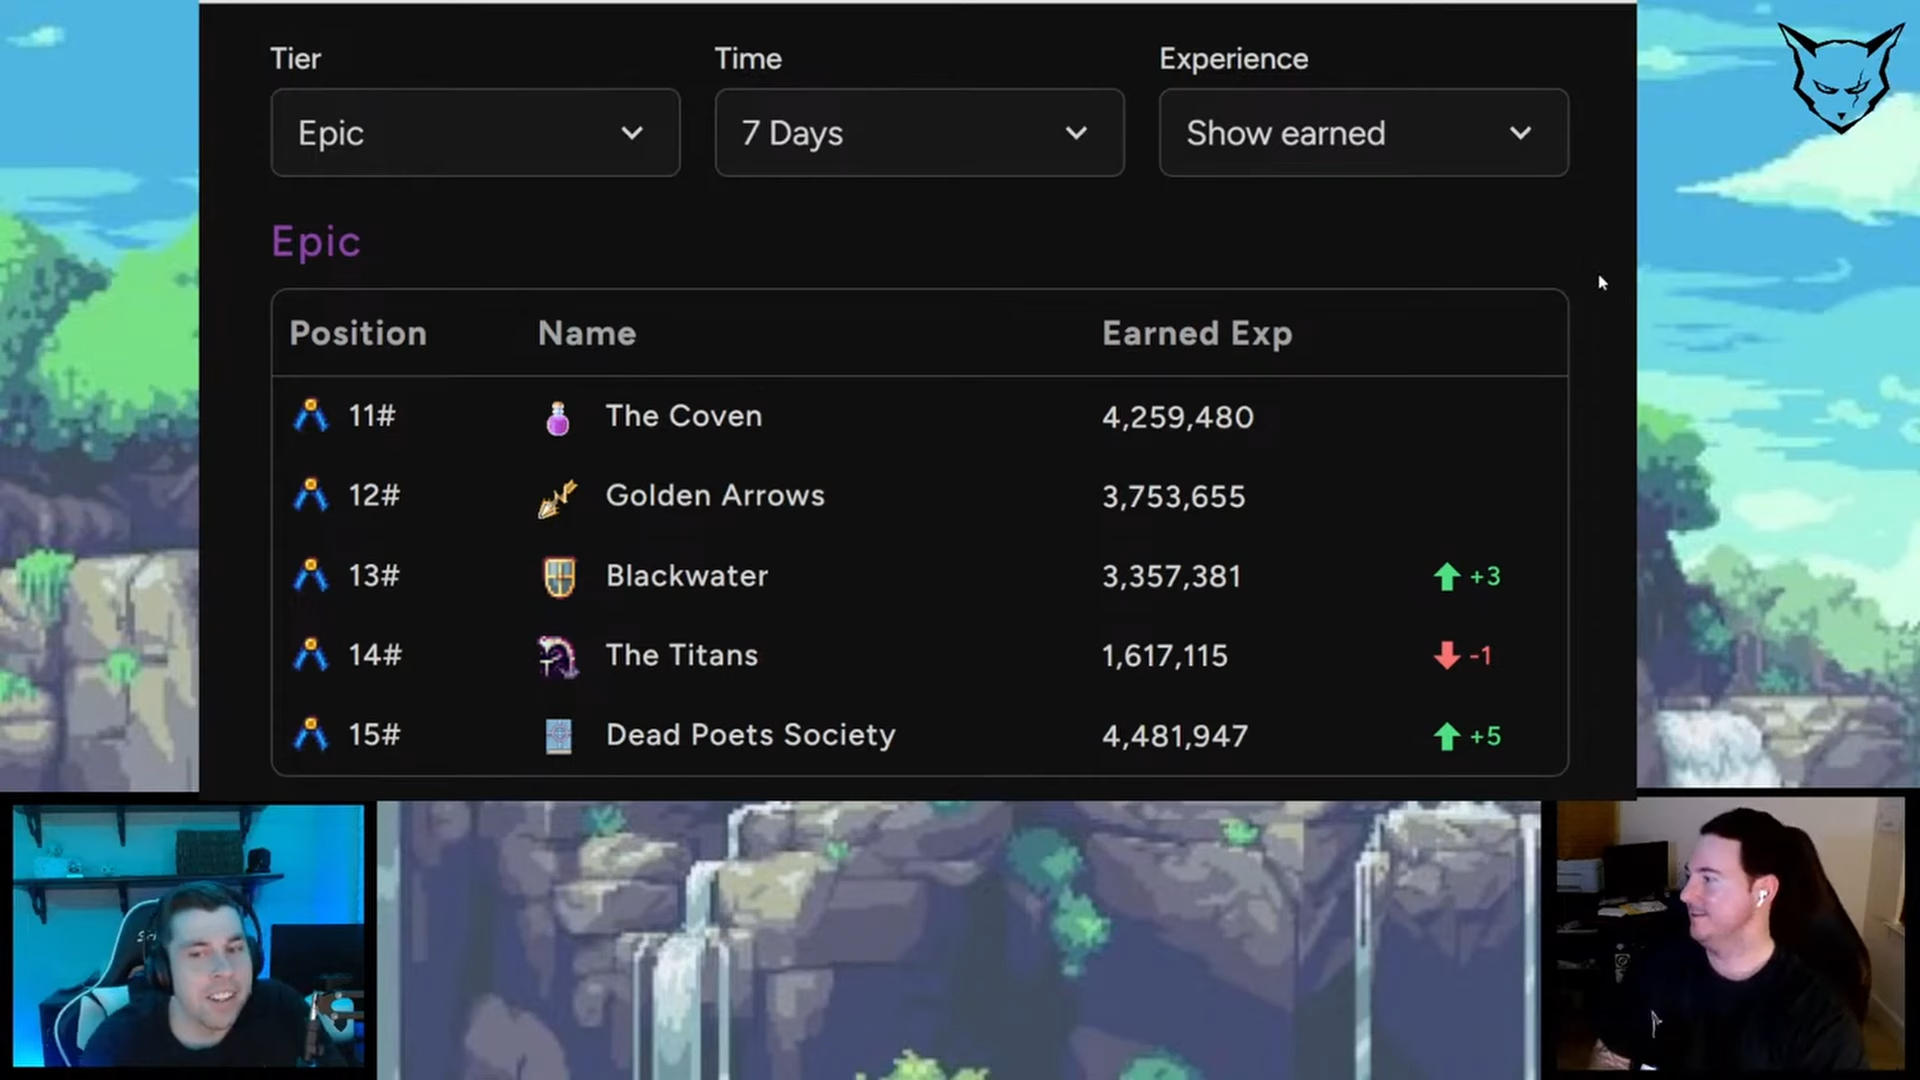 Tier Time Experience
Epic 7 Days Show earned
Epic
Position Name Earned Exp
11# The Coven 4,259,480
12# Golden Arrows 3,753,655
13# Blackwater 3,357,381 +3
14# The Titans 1,617,115 -1
15# Dead Poets Society 4,481,947 +5